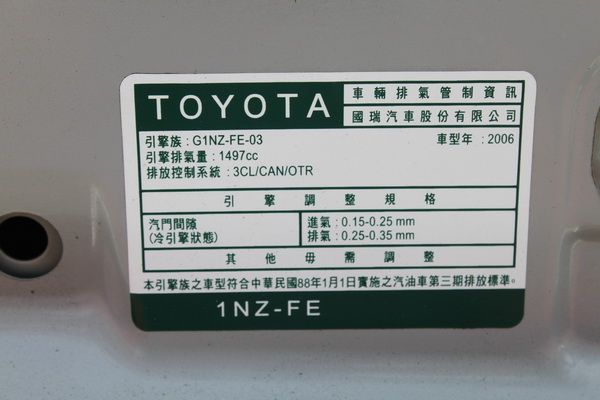 TOYOTA
車輛排氣管制資訊
國瑞汽車股份有限公司
引擎族：G1NZ-FE-03
車型年：2006
引擎排氣量：1497cc
排放控制系統：3CL/CAN/OTR
引擎調整規格
汽門間隙
(冷引擎狀態)
進氣：0.15-0.25 mm
排氣：0.25-0.35 mm
其他毋需調整
本引擎族之車型符合中華民國88年1月1日實施之汽油車第三期排放標準。
1NZ-FE